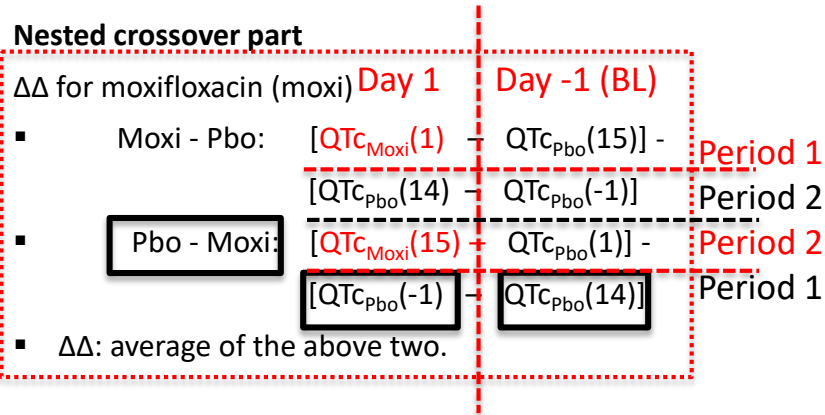 Nested crossover part
ΔΔ for moxifloxacin (moxi) Day 1 Day -1 (BL)
▪ Moxi - Pbo: [QTcMoxi(1) – QTcPbo(15)] - Period 1
[QTcPbo(14) – QTcPbo(-1)] Period 2
▪ Pbo - Moxi: [QTcMoxi(15) – QTcPbo(1)] - Period 2
[QTcPbo(-1) – QTcPbo(14)] Period 1
▪ ΔΔ: average of the above two.